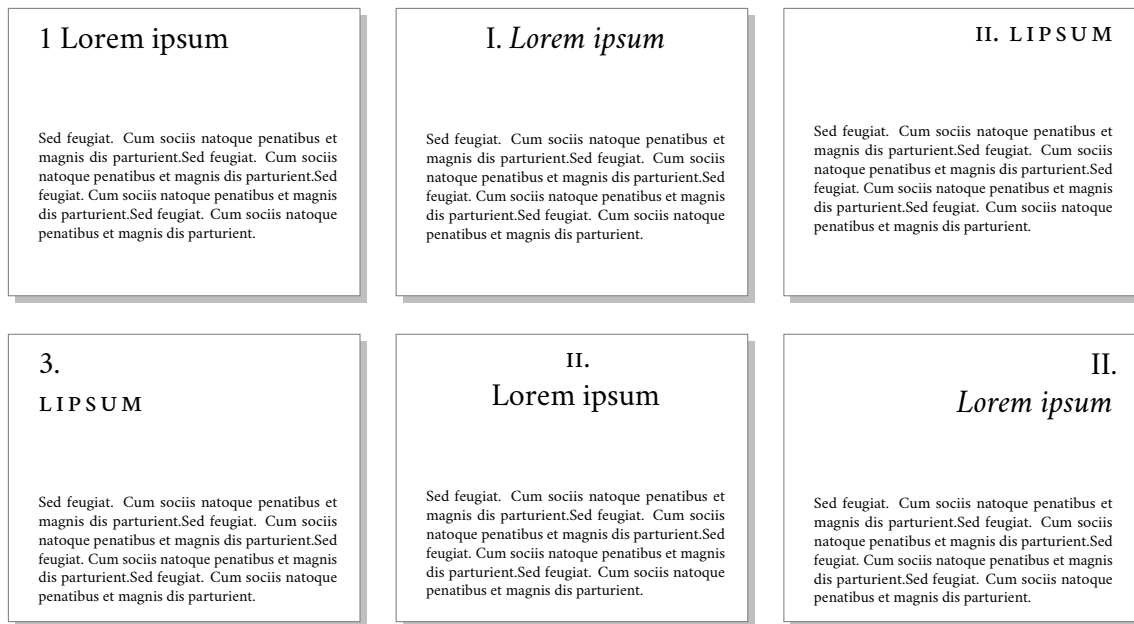 1 Lorem ipsum
Sed feugiat. Cum sociis natoque penatibus et
magnis dis parturient.Sed feugiat. Cum sociis
natoque penatibus et magnis dis parturient.Sed
feugiat. Cum sociis natoque penatibus et magnis
dis parturient.Sed feugiat. Cum sociis natoque
penatibus et magnis dis parturient.
I. Lorem ipsum
Sed feugiat. Cum sociis natoque penatibus et
magnis dis parturient.Sed feugiat. Cum sociis
natoque penatibus et magnis dis parturient.Sed
feugiat. Cum sociis natoque penatibus et magnis
dis parturient.Sed feugiat. Cum sociis natoque
penatibus et magnis dis parturient.
II. LIPSUM
Sed feugiat. Cum sociis natoque penatibus et
magnis dis parturient.Sed feugiat. Cum sociis
natoque penatibus et magnis dis parturient.Sed
feugiat. Cum sociis natoque penatibus et magnis
dis parturient.Sed feugiat. Cum sociis natoque
penatibus et magnis dis parturient.
3.
LIPSUM
Sed feugiat. Cum sociis natoque penatibus et
magnis dis parturient.Sed feugiat. Cum sociis
natoque penatibus et magnis dis parturient.Sed
feugiat. Cum sociis natoque penatibus et magnis
dis parturient.Sed feugiat. Cum sociis natoque
penatibus et magnis dis parturient.
II.
Lorem ipsum
Sed feugiat. Cum sociis natoque penatibus et
magnis dis parturient.Sed feugiat. Cum sociis
natoque penatibus et magnis dis parturient.Sed
feugiat. Cum sociis natoque penatibus et magnis
dis parturient.Sed feugiat. Cum sociis natoque
penatibus et magnis dis parturient.
II.
Lorem ipsum
Sed feugiat. Cum sociis natoque penatibus et
magnis dis parturient.Sed feugiat. Cum sociis
natoque penatibus et magnis dis parturient.Sed
feugiat. Cum sociis natoque penatibus et magnis
dis parturient.Sed feugiat. Cum sociis natoque
penatibus et magnis dis parturient.